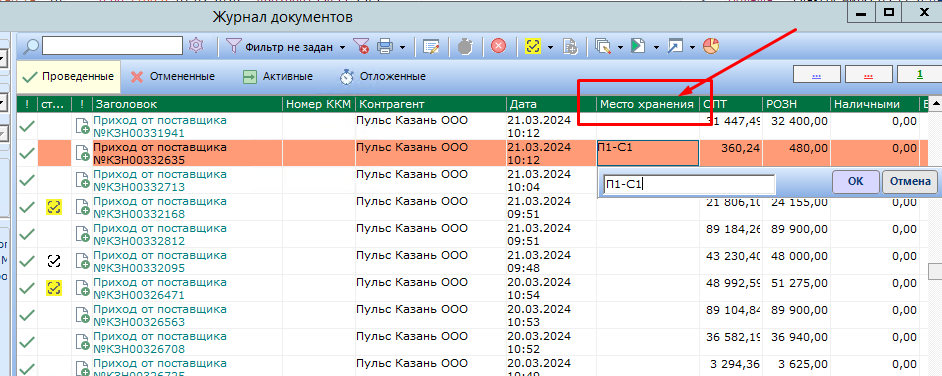 Журнал документов
Фильтр не задан
Проведенные Отмененные Активные Отложенные ... ... 1
! ст... ! Заголовок Номер ККМ Контрагент Дата Место хранения ОПТ РОЗН Наличными
Приход от поставщика Пульс Казань ООО 21.03.2024 31 447,49 32 400,00 0,00
№КЗН00331941 10:12
Приход от поставщика Пульс Казань ООО 21.03.2024 П1-С1 360,24 480,00 0,00
№КЗН00332635 10:12
Приход от поставщика Пульс Казань ООО 21.03.2024
№КЗН00332713 10:04
П1-С1 ОК Отмена
Приход от поставщика Пульс Казань ООО 21.03.2024 21 806,10 24 155,00 0,00
№КЗН00332168 09:51
Приход от поставщика Пульс Казань ООО 21.03.2024 89 184,26 89 900,00 0,00
№КЗН00332812 09:51
Приход от поставщика Пульс Казань ООО 21.03.2024 43 230,40 48 000,00 0,00
№КЗН00332095 09:48
Приход от поставщика Пульс Казань ООО 20.03.2024 48 992,59 51 275,00 0,00
№КЗН00326471 10:54
Приход от поставщика Пульс Казань ООО 20.03.2024 89 104,84 89 900,00 0,00
№КЗН00326563 10:53
Приход от поставщика Пульс Казань ООО 20.03.2024 36 582,19 36 940,00 0,00
№КЗН00326708 10:52
Приход от поставщика Пульс Казань ООО 20.03.2024 3 294,36 3 625,00 0,00
№КЗН00326725 10:49